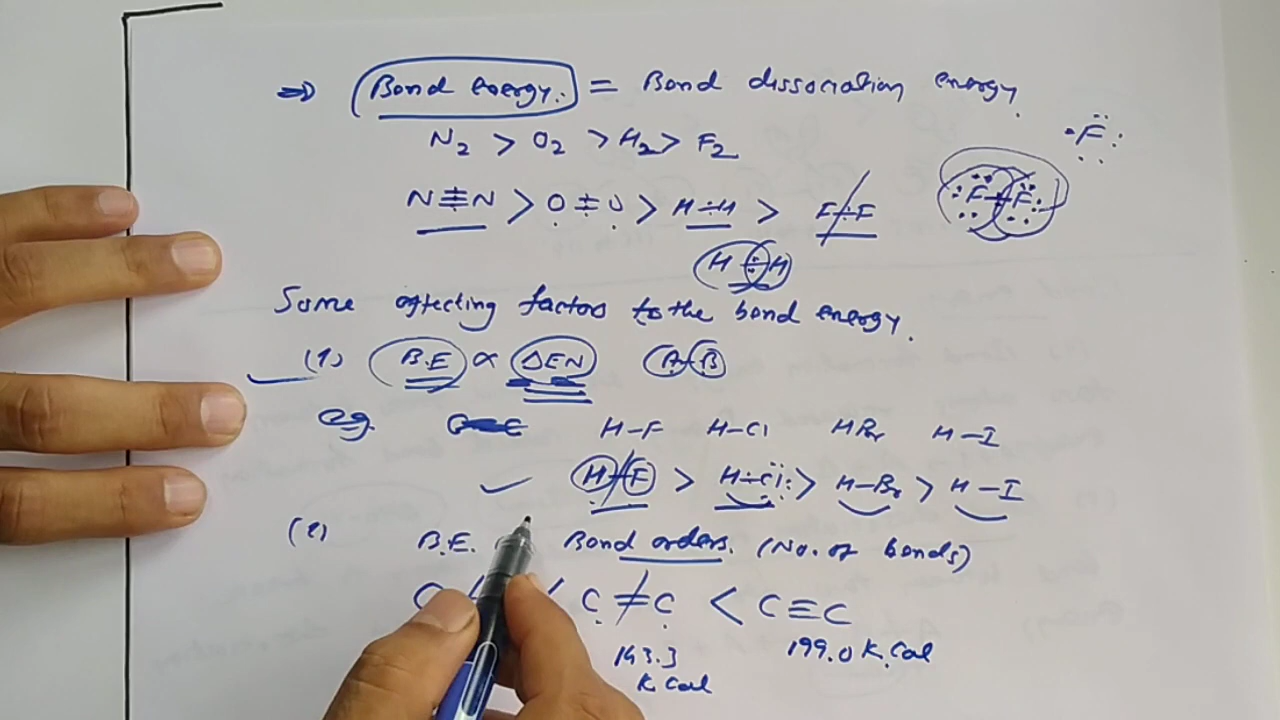 ⇒ Bond energy. = Bond dissociation energy.
N2 > O2 > H2 > F2
·F:
N≡N > O=O > H-H > F-F
F-F
H-H
Some affecting factors to the bond energy.
(1) B.E ∝ ΔEN A-B
eg. H-F H-Cl HBr H-I
H-F > H-Cl > H-Br > H-I
(2) B.E. Bond orders. (No. of bonds)
C < C=C < C≡C
143.3 199.0 K.Cal
K Cal